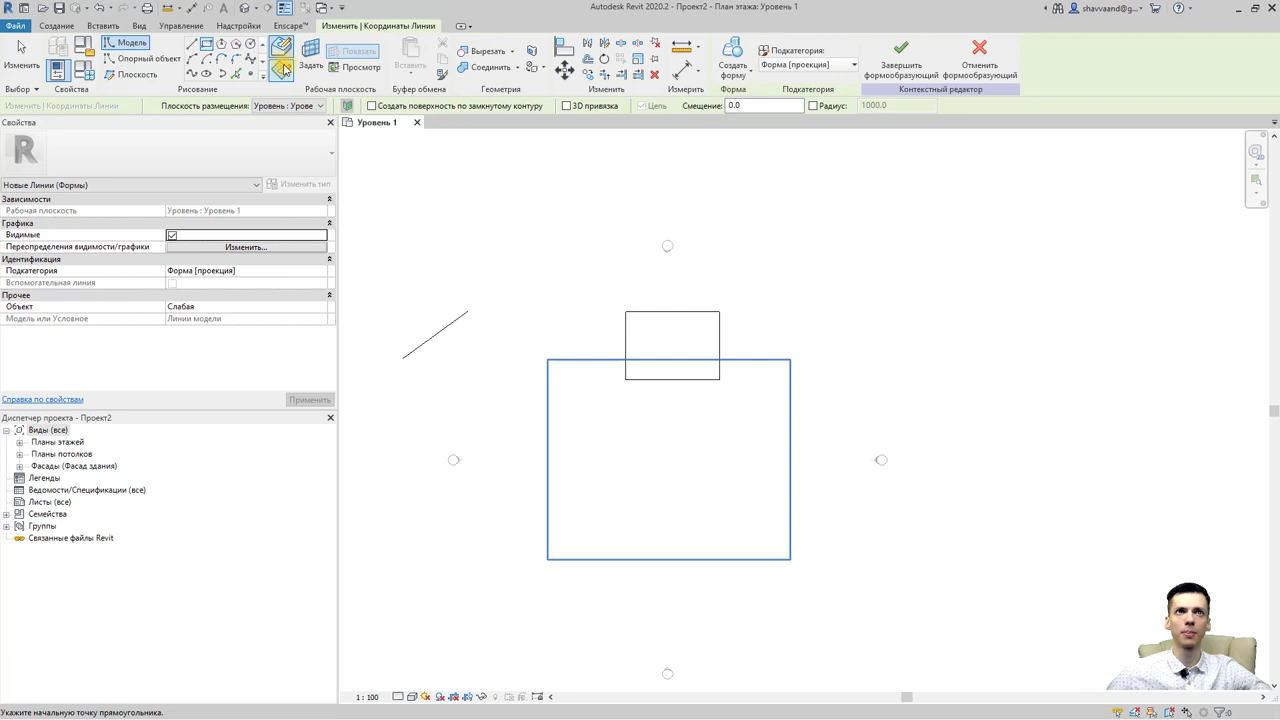 Autodesk Revit 2020.2 - Проект2 - План этажа: Уровень 1
shavvaand@g...
Файл Создание Вставить Вид Управление Надстройки Enscape™ Изменить | Координаты Линии
Изменить
Модель
Опорный объект
Плоскость
Задать
Показать
Просмотр
Вставить
Вырезать
Соединить
Создать форму
Подкатегория:
Форма [проекция]
Завершить формообразующий
Отменить формообразующий
Выбор Свойства Рисование Рабочая плоскость Буфер обмена Геометрия Изменить Измерить Форма Подкатегория Контекстный редактор
Изменить | Координаты Линии Плоскость размещения: Уровень : Урове Создать поверхность по замкнутому контуру 3D привязка Цепь Смещение: 0.0 Радиус: 1000.0
Свойства
Уровень 1
R
Новые Линии (Формы) Изменить тип
Зависимости
Рабочая плоскость Уровень : Уровень 1
Графика
Видимые
Переопределения видимости/графики Изменить...
Идентификация
Подкатегория Форма [проекция]
Вспомогательная линия
Прочее
Объект Слабая
Модель или Условное Линии модели
Справка по свойствам Применить
Диспетчер проекта - Проект2
Виды (все)
Планы этажей
Планы потолков
Фасады (Фасад здания)
Легенды
Ведомости/Спецификации (все)
Листы (все)
Семейства
Группы
Связанные файлы Revit
1 : 100
Укажите начальную точку прямоугольника.
:0